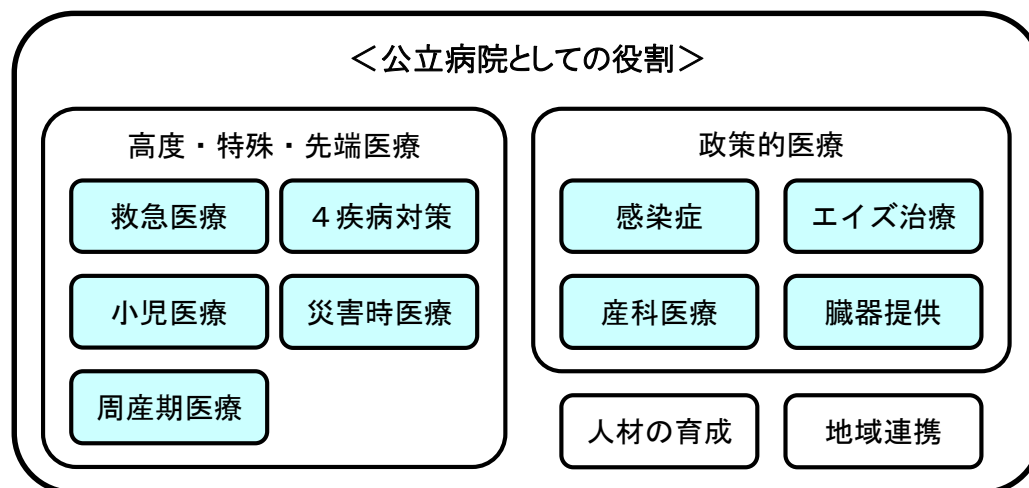 ＜公立病院としての役割＞
高度・特殊・先端医療
救急医療
４疾病対策
小児医療
災害時医療
周産期医療
政策的医療
感染症
エイズ治療
産科医療
臓器提供
人材の育成
地域連携